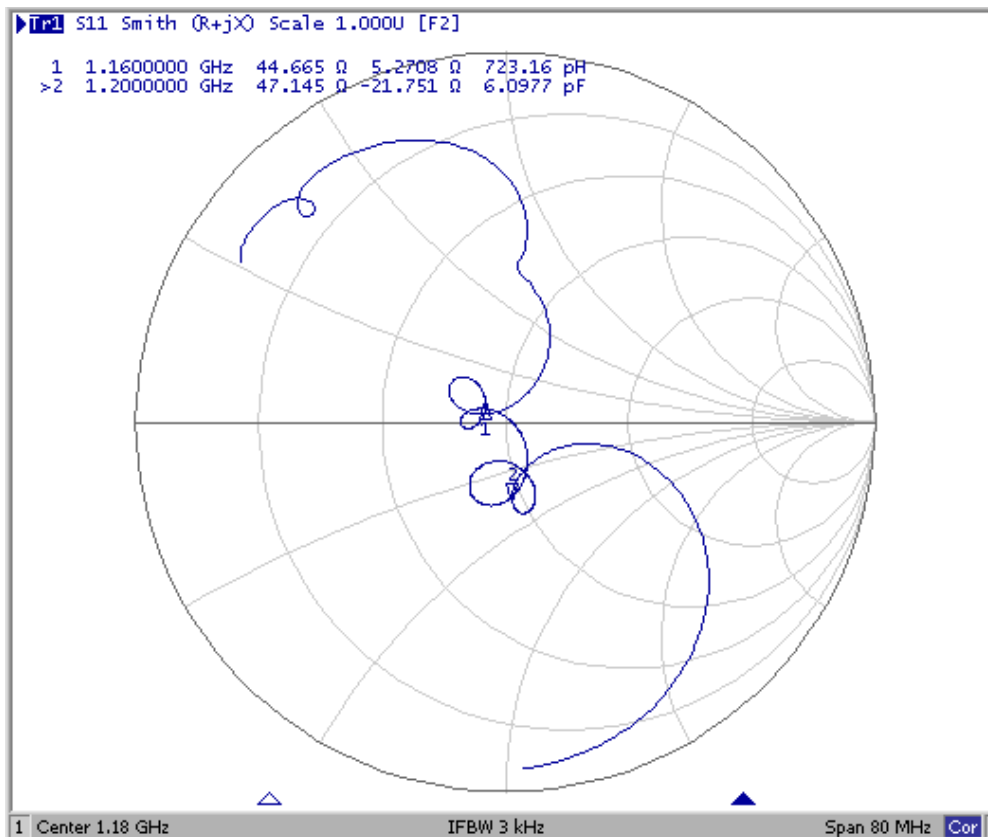 Tr1 S11 Smith (R+jX) Scale 1.000U [F2]
1 1.1600000 GHz 44.665 Ω 5.2708 Ω 723.16 pH
>2 1.2000000 GHz 47.145 Ω -21.751 Ω 6.0977 pF
1
2
1 Center 1.18 GHz IFBW 3 kHz Span 80 MHz Cor